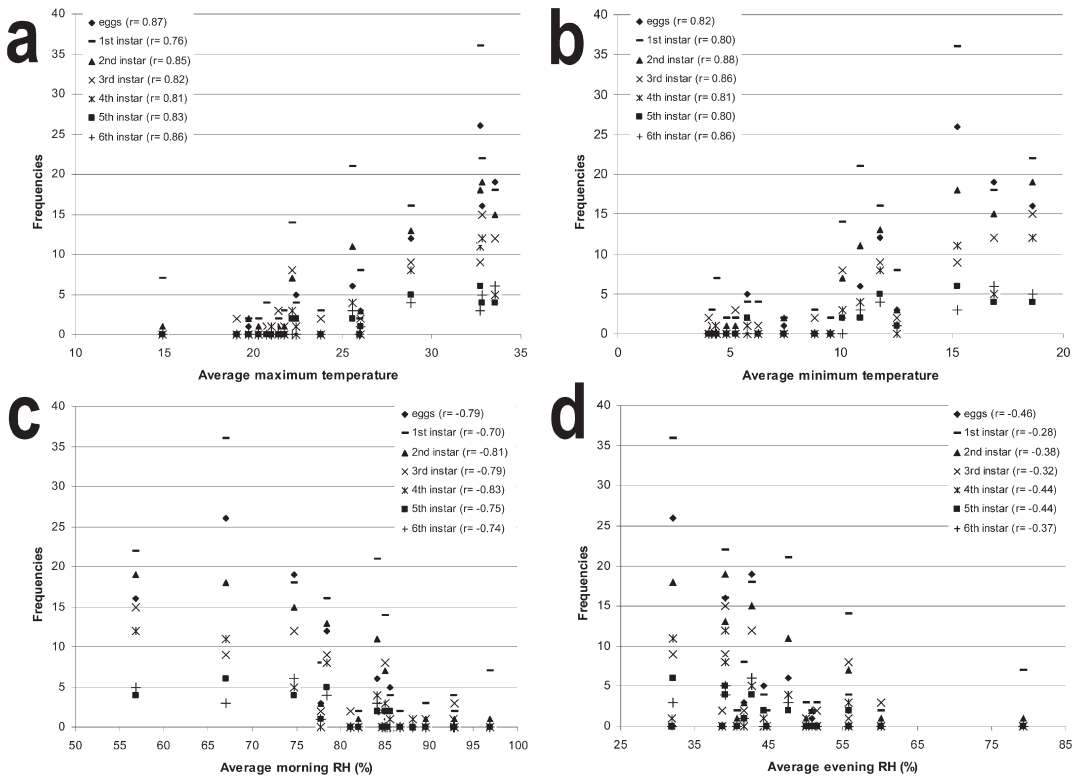 a
40
35
30
25
20
15
10
5
0
Frequencies
eggs (r= 0.87)
1st instar (r= 0.76)
2nd instar (r= 0.85)
3rd instar (r= 0.82)
4th instar (r= 0.81)
5th instar (r= 0.83)
6th instar (r= 0.86)
10 15 20 25 30 35
Average maximum temperature
b
40
35
30
25
20
15
10
5
0
Frequencies
eggs (r= 0.82)
1st instar (r= 0.80)
2nd instar (r= 0.88)
3rd instar (r= 0.86)
4th instar (r= 0.81)
5th instar (r= 0.80)
6th instar (r= 0.86)
0 5 10 15 20
Average minimum temperature
c
40
35
30
25
20
15
10
5
0
Frequencies
eggs (r= -0.79)
1st instar (r= -0.70)
2nd instar (r= -0.81)
3rd instar (r= -0.79)
4th instar (r= -0.83)
5th instar (r= -0.75)
6th instar (r= -0.74)
50 55 60 65 70 75 80 85 90 95 100
Average morning RH (%)
d
40
35
30
25
20
15
10
5
0
Frequencies
eggs (r= -0.46)
1st instar (r= -0.28)
2nd instar (r= -0.38)
3rd instar (r= -0.32)
4th instar (r= -0.44)
5th instar (r= -0.44)
6th instar (r= -0.37)
25 35 45 55 65 75 85
Average evening RH (%)